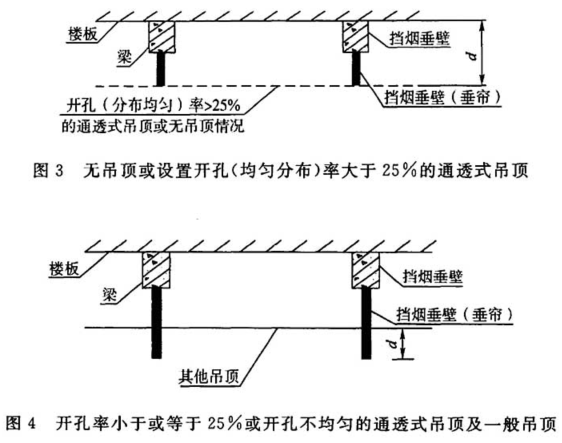 楼板
梁
挡烟垂壁
d
挡烟垂壁(垂帘)
开孔(分布均匀)率>25%
的通透式吊顶或无吊顶情况
图 3 无吊顶或设置开孔(均匀分布)率大于 25%的通透式吊顶
楼板
梁
挡烟垂壁
挡烟垂壁(垂帘)
d
其他吊顶
图 4 开孔率小于或等于 25%或开孔不均匀的通透式吊顶及一般吊顶